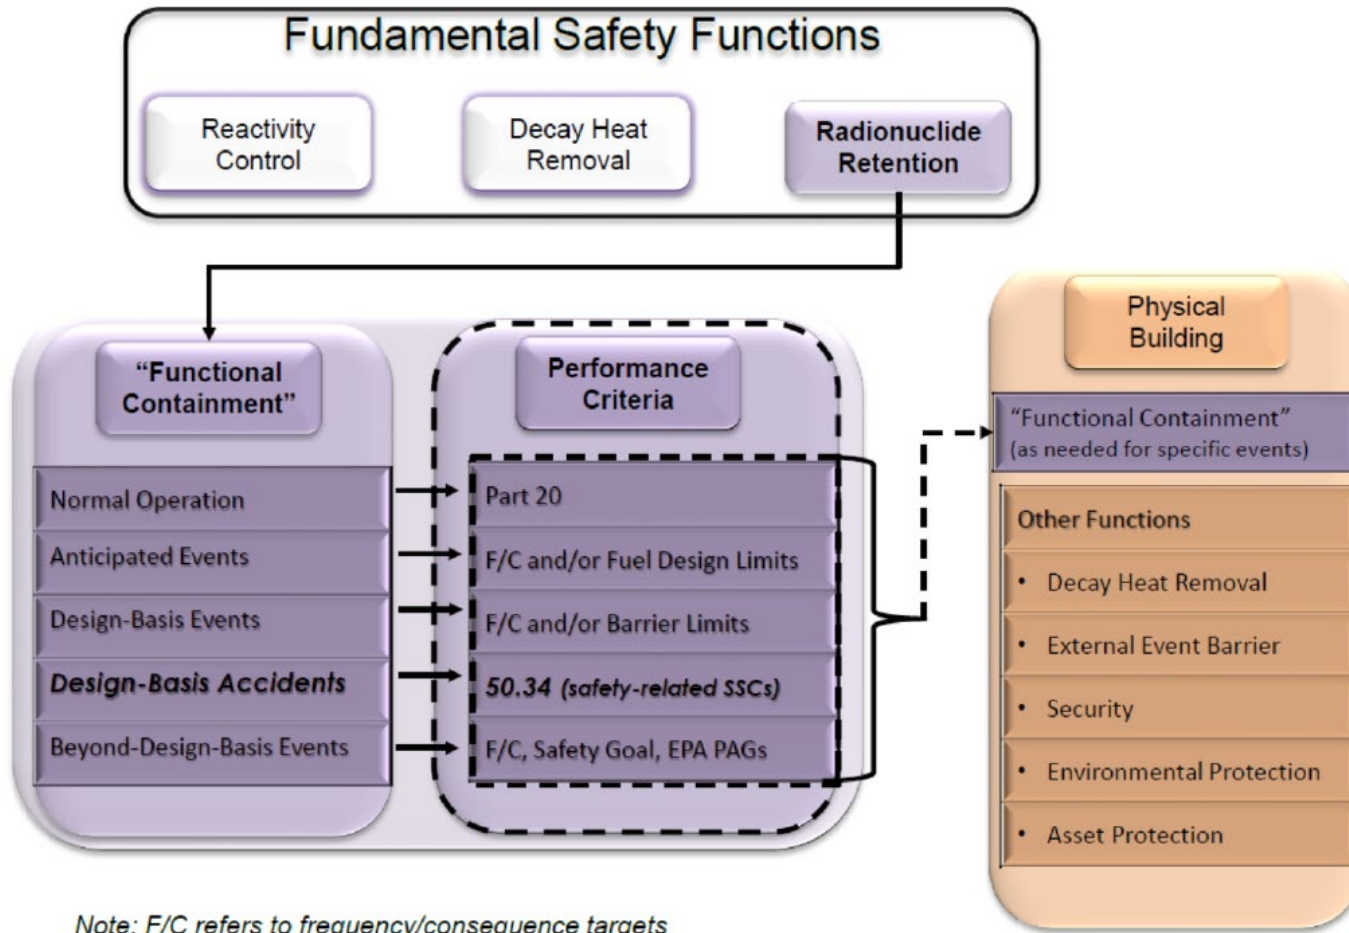 Fundamental Safety Functions
Reactivity
Control
Decay Heat
Removal
Radionuclide
Retention
“Functional
Containment”
Normal Operation
Anticipated Events
Design-Basis Events
Design-Basis Accidents
Beyond-Design-Basis Events
Performance
Criteria
Part 20
F/C and/or Fuel Design Limits
F/C and/or Barrier Limits
50.34 (safety-related SSCs)
F/C, Safety Goal, EPA PAGs
Physical
Building
“Functional Containment”
(as needed for specific events)
Other Functions
• Decay Heat Removal
• External Event Barrier
• Security
• Environmental Protection
• Asset Protection
Note: F/C refers to frequency/consequence targets